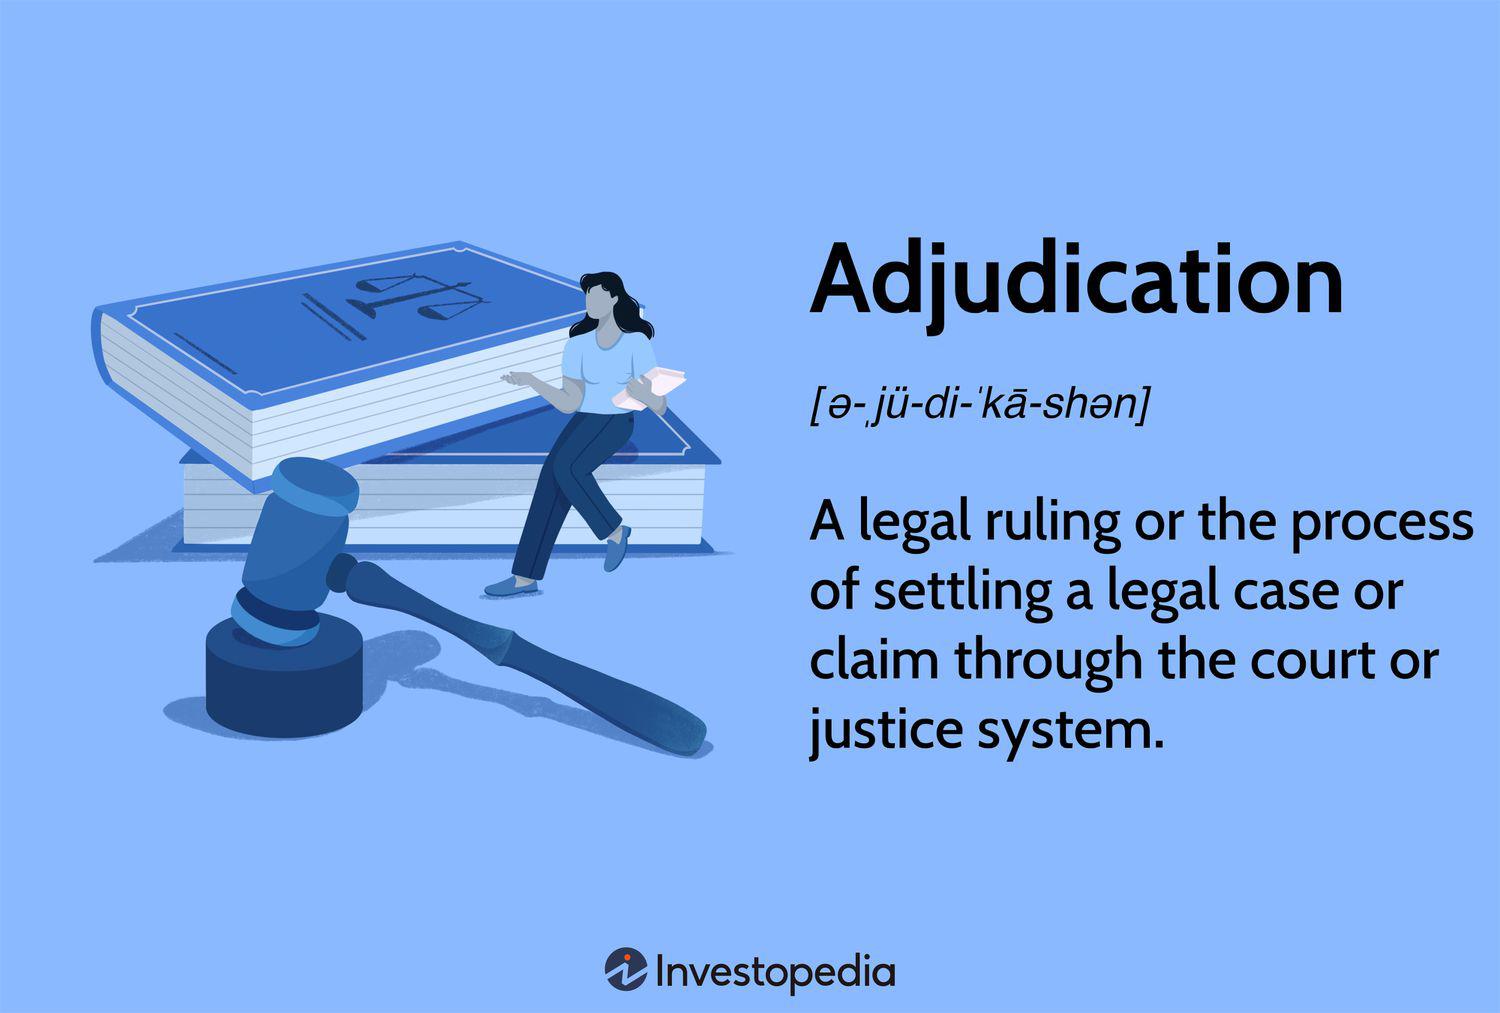 Adjudication
[ə-ˌjü-di-ˈkā-shən]
A legal ruling or the process
of settling a legal case or
claim through the court or
justice system.
Investopedia